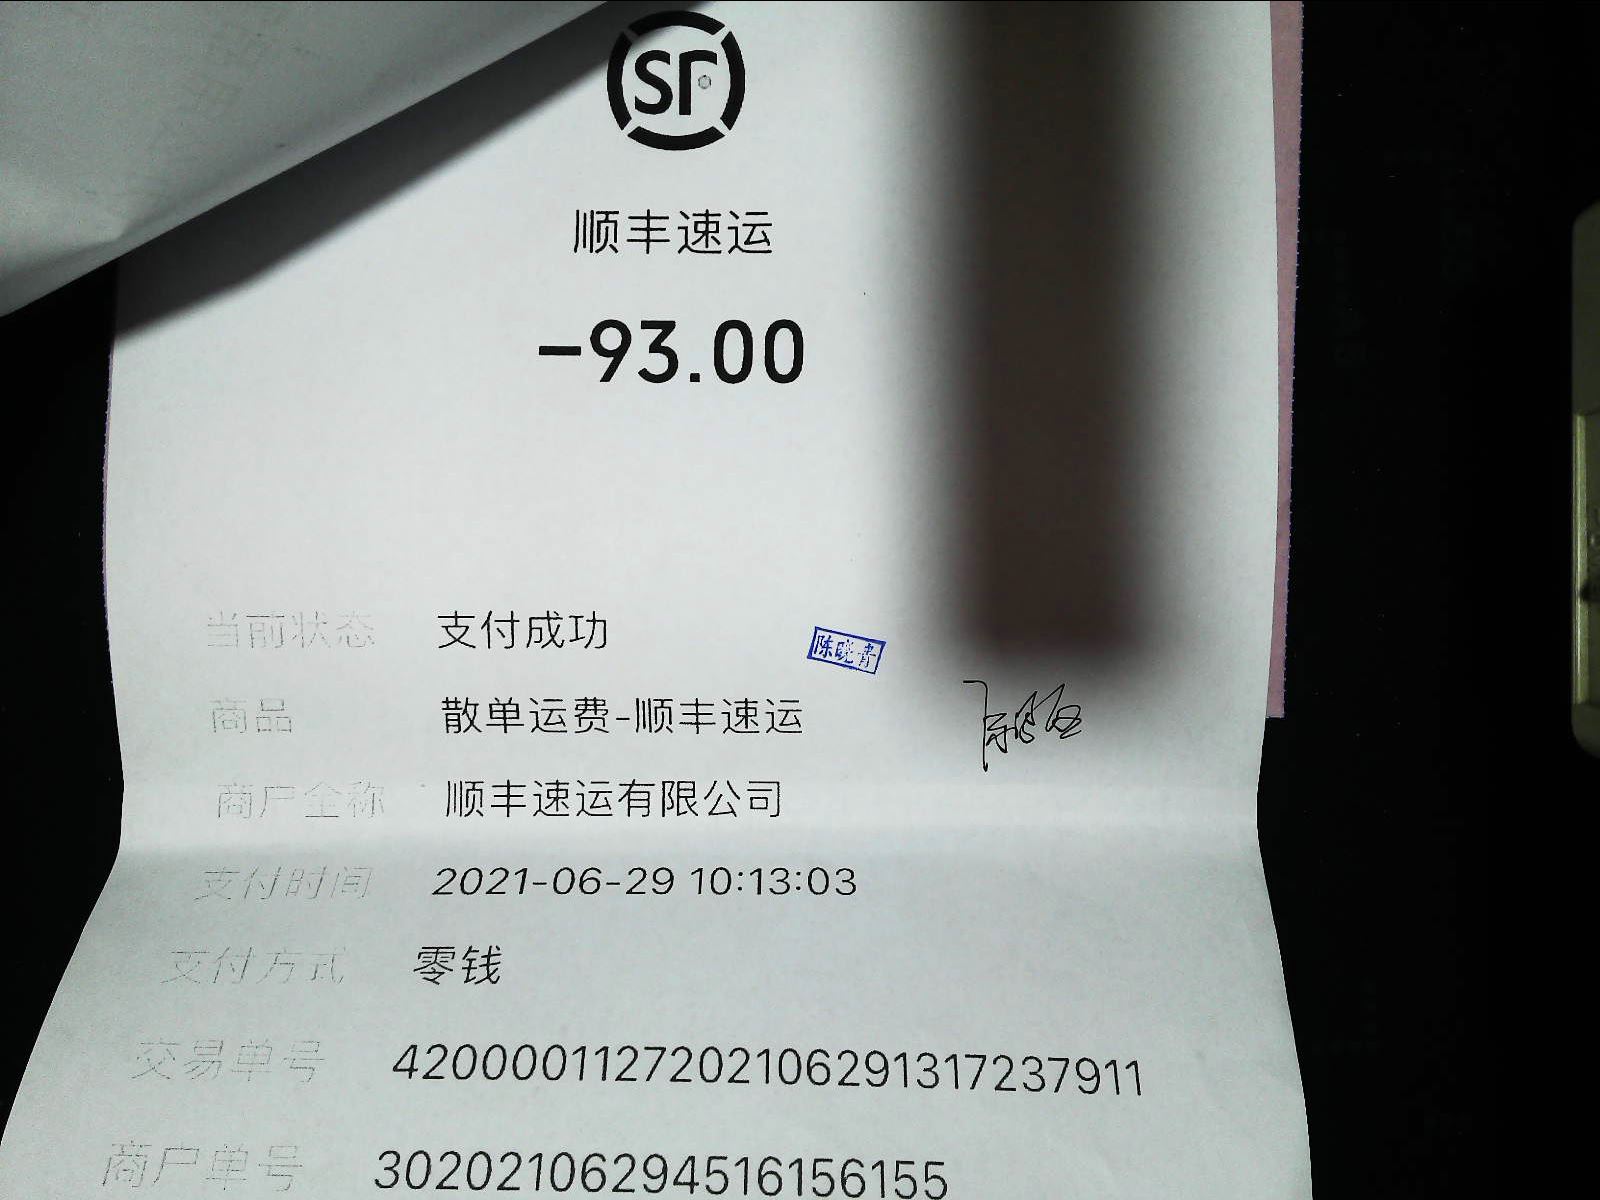 SF
顺丰速运
-93.00
当前状态 支付成功
陈晓青
商品 散单运费-顺丰速运
商户全称 顺丰速运有限公司
支付时间 2021-06-29 10:13:03
支付方式 零钱
交易单号 4200001127202106291317237911
商户单号 30202106294516156155